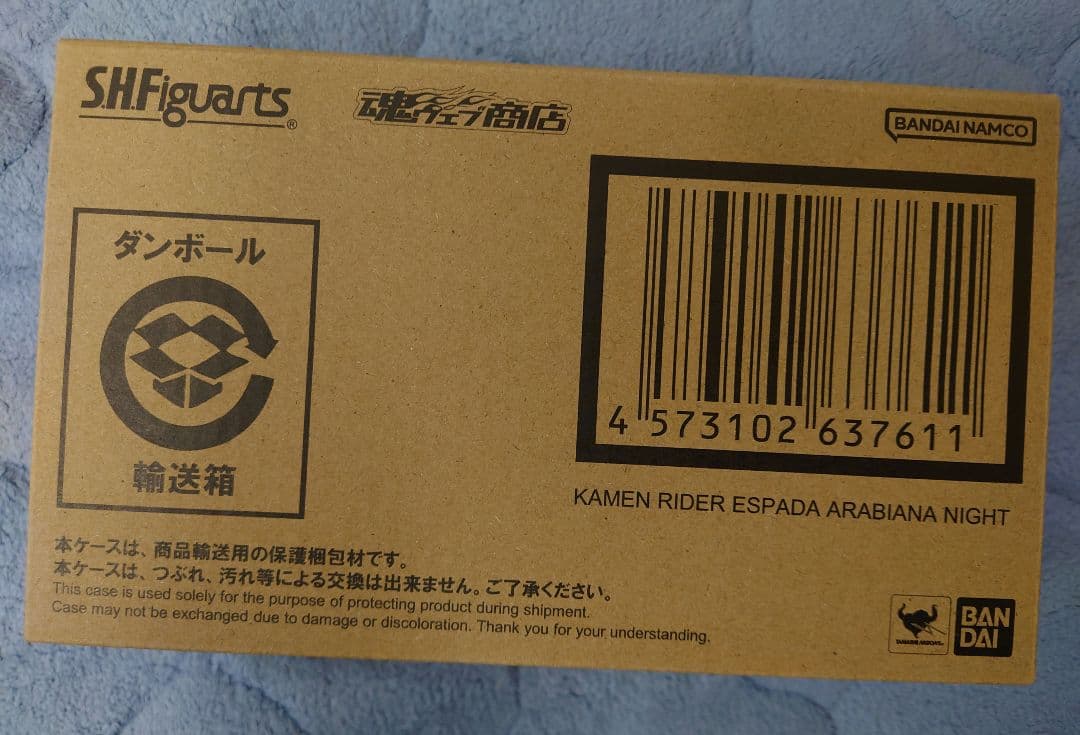 S.H.Figuarts®
魂ウェブ商店
BANDAI NAMCO
ダンボール
輸送箱
4 573102 637611
KAMEN RIDER ESPADA ARABIANA NIGHT
本ケースは、商品輸送用の保護梱包材です。
本ケースは、つぶれ、汚れ等による交換は出来ません。ご了承ください。
This case is used solely for the purpose of protecting product during shipment.
Case may not be exchanged due to damage or discoloration. Thank you for your understanding.
TAMASHII NATIONS
BAN
DAI